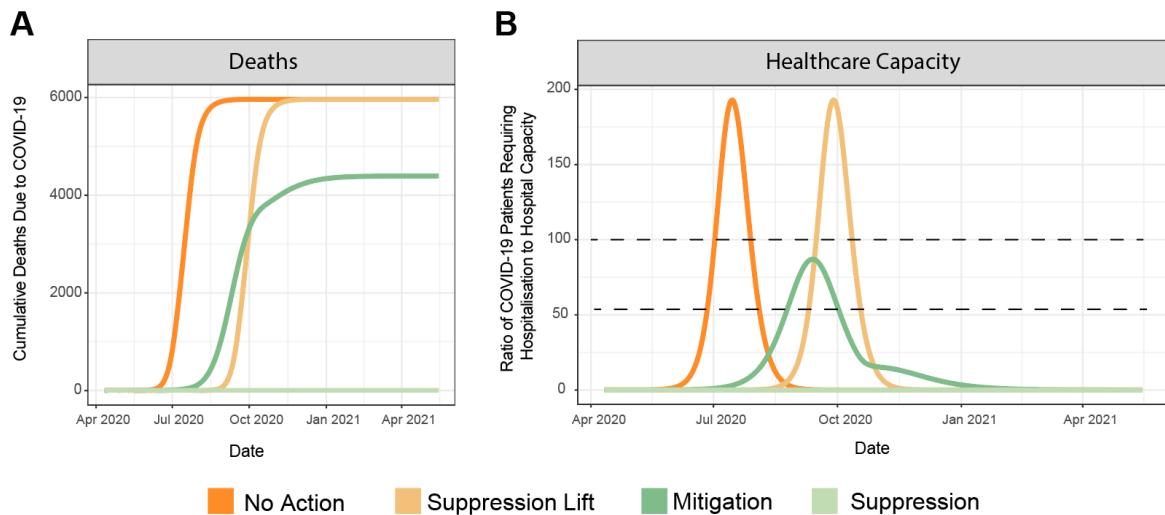 A
B
Deaths
Healthcare Capacity
Cumulative Deaths Due to COVID-19
6000
4000
2000
0
Apr 2020
Jul 2020
Oct 2020
Jan 2021
Apr 2021
Date
Ratio of COVID-19 Patients Requiring
Hospitalisation to Hospital Capacity
200
150
100
50
0
Apr 2020
Jul 2020
Oct 2020
Jan 2021
Apr 2021
Date
No Action
Suppression Lift
Mitigation
Suppression